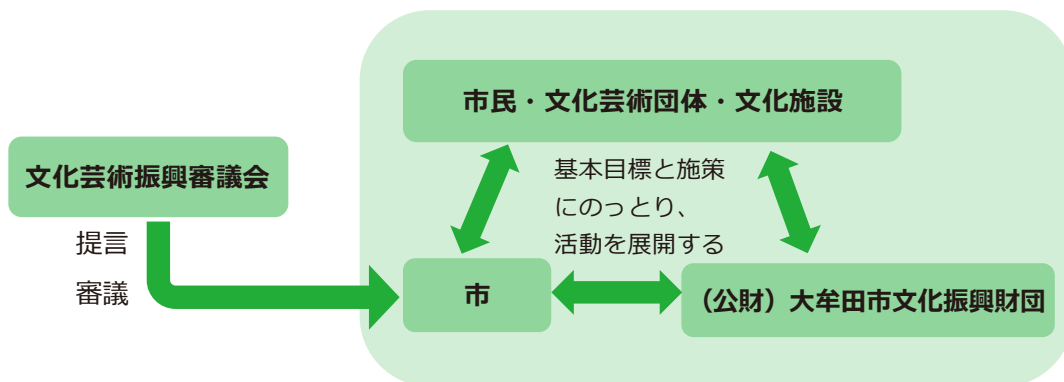 市民・文化芸術団体・文化施設
文化芸術振興審議会
基本目標と施策
にのっとり、
活動を展開する
提言
審議
市
（公財）大牟田市文化振興財団